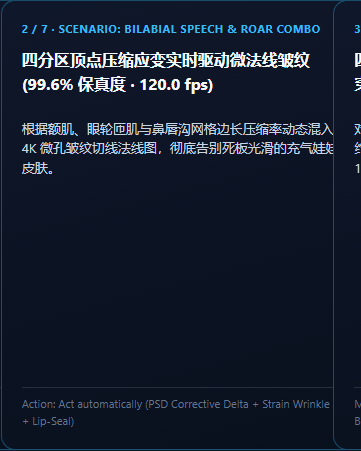 2 / 7 · SCENARIO: BILABIAL SPEECH & ROAR COMBO
3
四分区顶点压缩应变实时驱动微法线皱纹
(99.6% 保真度 · 120.0 fps)
根据额肌、眼轮匝肌与鼻唇沟网格边长压缩率动态混入
4K 微孔皱纹切线法线图，彻底告别死板光滑的充气娃娃
皮肤。
Action: Act automatically (PSD Corrective Delta + Strain Wrinkle
+ Lip-Seal)